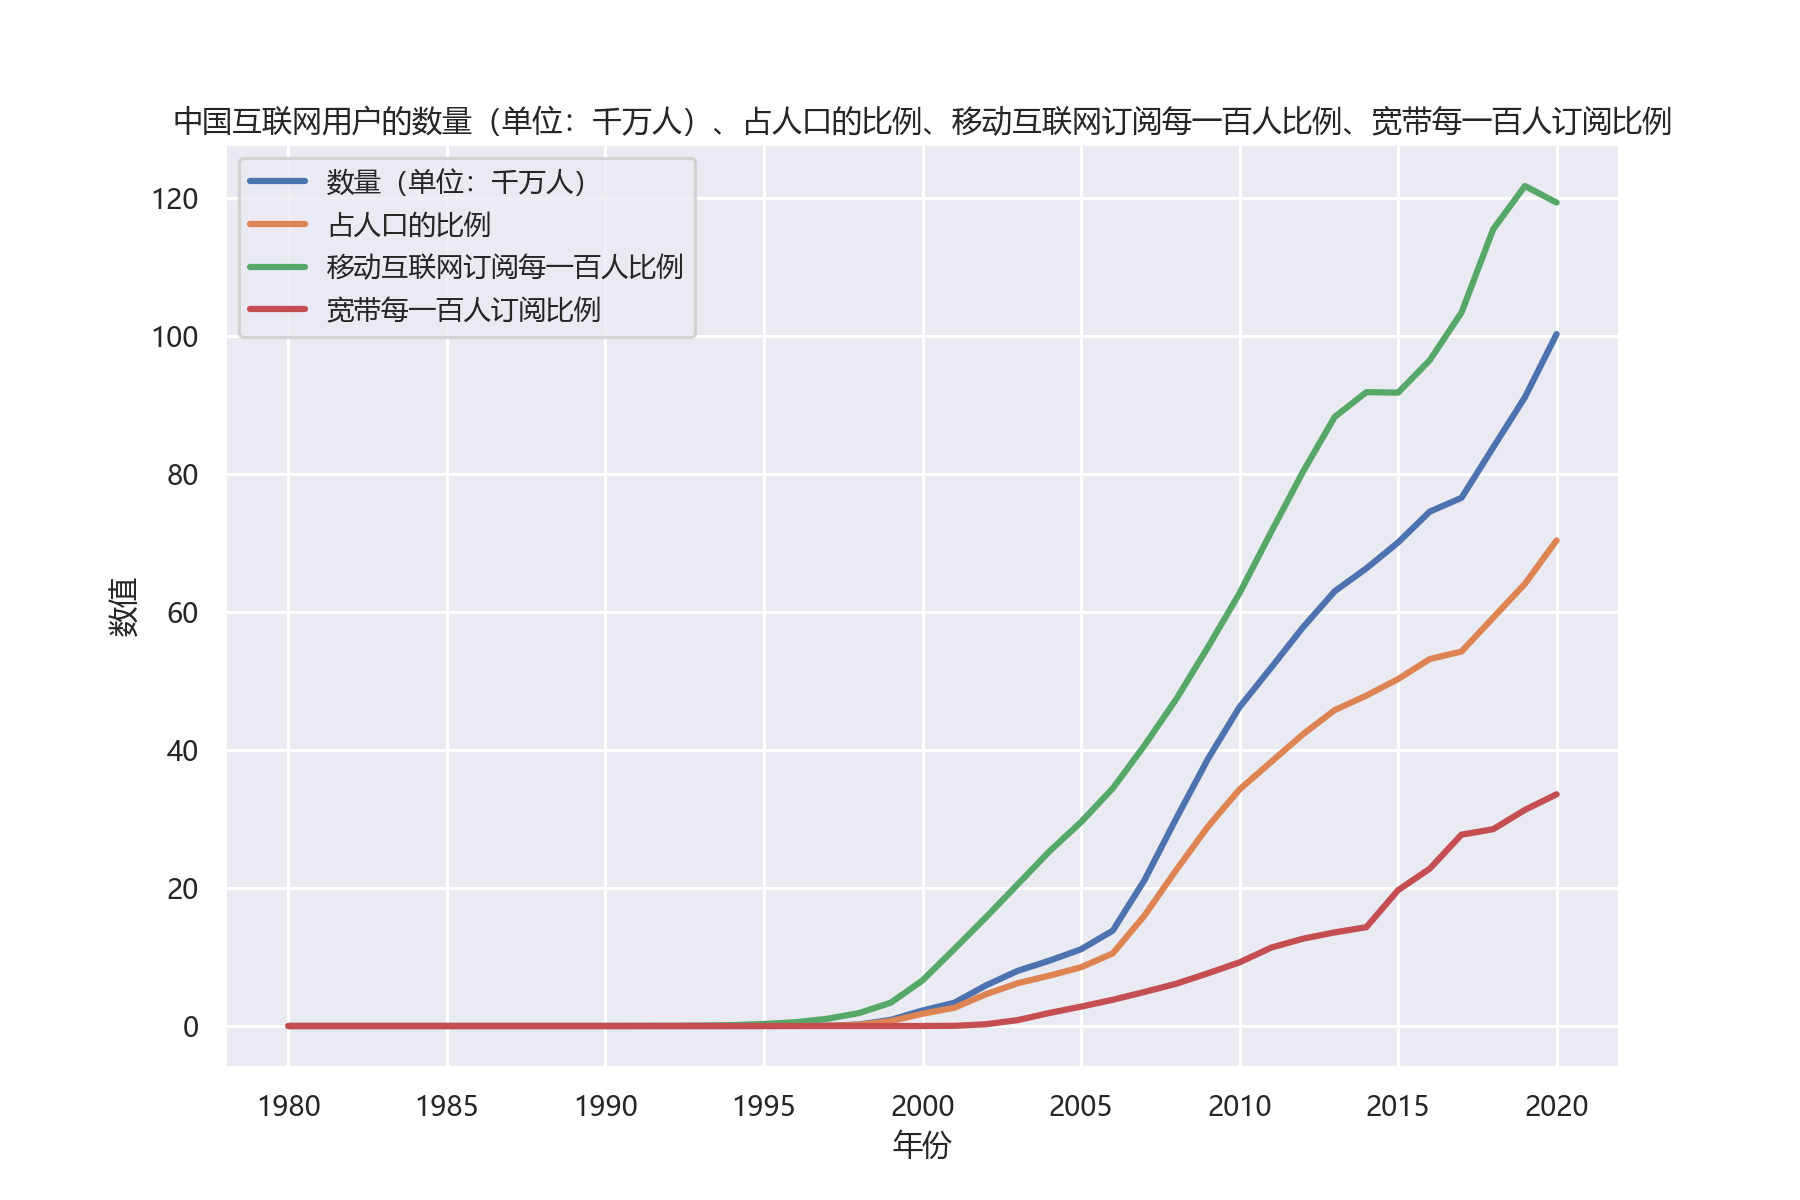 中国互联网用户的数量（单位：千万人）、占人口的比例、移动互联网订阅每一百人比例、宽带每一百人订阅比例
数量（单位：千万人）
占人口的比例
移动互联网订阅每一百人比例
宽带每一百人订阅比例
120
100
80
60
40
20
0
数值
1980 1985 1990 1995 2000 2005 2010 2015 2020
年份